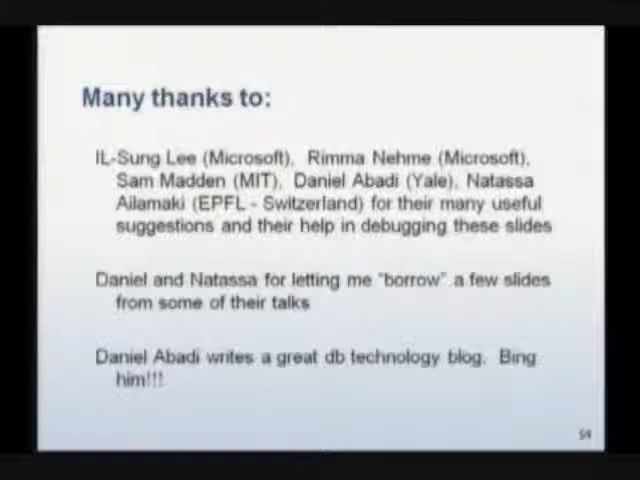 Many thanks to:
IL-Sung Lee (Microsoft), Rimma Nehme (Microsoft),
Sam Madden (MIT), Daniel Abadi (Yale), Natassa
Ailamaki (EPFL - Switzerland) for their many useful
suggestions and their help in debugging these slides
Daniel and Natassa for letting me "borrow" a few slides
from some of their talks
Daniel Abadi writes a great db technology blog. Bing
him!!!
54